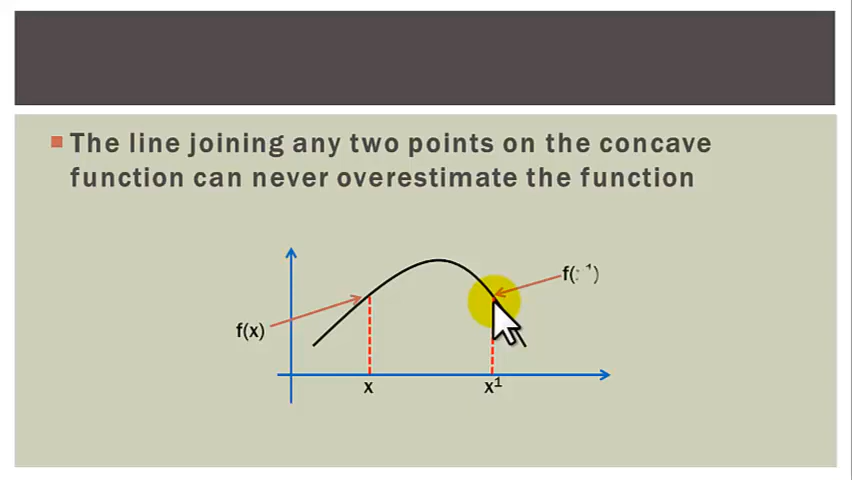 The line joining any two points on the concave
function can never overestimate the function
f(x)
x
x¹